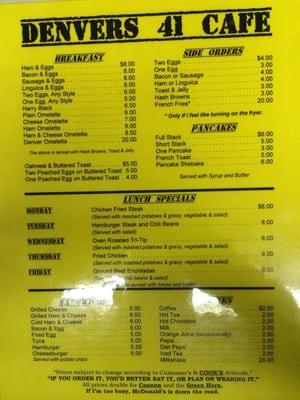 DENVERS 41 CAFE
BREAKFAST
Ham & Eggs $8.00
Bacon & Eggs 6.00
Sausage & Eggs 6.00
Linguica & Eggs 8.00
Two Eggs, Any Style 6.00
One Egg, Any Style 5.00
Harry Black 6.00
Plain Omelette 6.00
Cheese Omelette 7.00
Ham Omelette 8.00
Ham & Cheese Omelette 8.50
Denver Omelette 20.00
The above is served with Hash Browns, Toast & Jelly
Oatmeal & Buttered Toast $5.00
Two Poached Eggs on Buttered Toast 5.00
One Poached Egg on Buttered Toast 4.00
SIDE ORDERS
Two Eggs $4.00
One Egg 3.00
Bacon or Sausage 4.00
Ham or Linguica 4.00
Toast & Jelly 3.00
Hash Browns 3.00
French Fries* 20.00
* Only if I feel like turning on the fryer.
PANCAKES
Full Stack $6.00
Short Stack 5.00
One Pancake 3.00
French Toast 5.00
Pancake Shebake 6.00
Served with Syrup and Butter
LUNCH SPECIALS
MONDAY Chicken Fried Steak $8.00
(Served with mashed potatoes & gravy, vegetable & salad)
TUESDAY Hamburger Steak and Chili Beans 8.00
(Served with salad)
WEDNESDAY Oven Roasted Tri-Tip 8.00
(Served with mashed potatoes & gravy, vegetable & salad)
THURSDAY Fried Chicken 8.00
(Served with mashed potatoes & gravy, vegetable & salad)
FRIDAY Ground Beef Enchiladas 8.00
served with bread and butter)
Grilled Cheese 5.00
Grilled Ham & Cheese 6.00
Cold Ham & Cheese 6.00
Bacon & Egg 6.00
Fried Egg 5.00
Tuna 5.00
Hamburger 5.50
Cheeseburger 6.00
Served with potato chips
Coffee $2.00
Hot Tea 2.00
Hot Chocolate 2.00
Milk 2.00
Orange Juice (occasionally) 2.50
Pepsi 2.00
Diet Pepsi 2.00
Iced Tea 2.00
Milkshake 25.00
"Prices subject to change according to Customer's & COOK'S Attitude."
"IF YOU ORDER IT, YOU'D BETTER EAT IT, OR PLAN ON WEARING IT."
All prices double for Cannon and the Green Hero.
If I'm too busy, McDonald's is down the road.